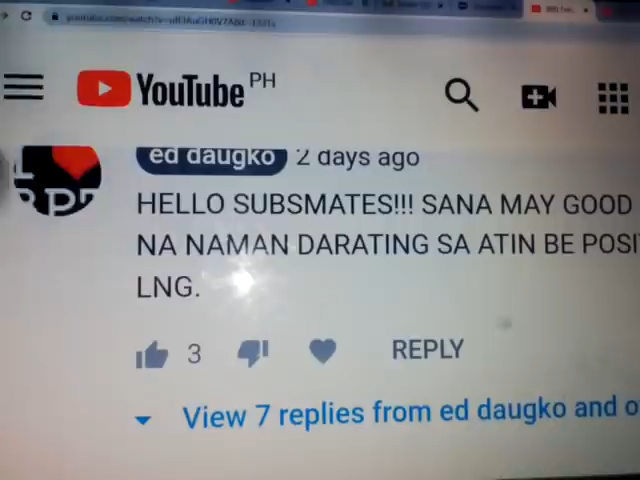 YouTube PH
ed daugko 2 days ago
HELLO SUBSMATES!!! SANA MAY GOOD
NA NAMAN DARATING SA ATIN BE POSI
LNG.
3
REPLY
View 7 replies from ed daugko and o